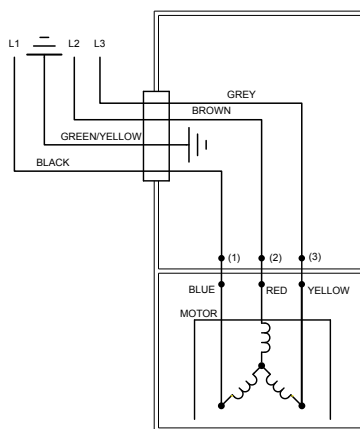 L1 L2 L3
GREY
BROWN
GREEN/YELLOW
BLACK
(1) (2) (3)
BLUE RED YELLOW
MOTOR